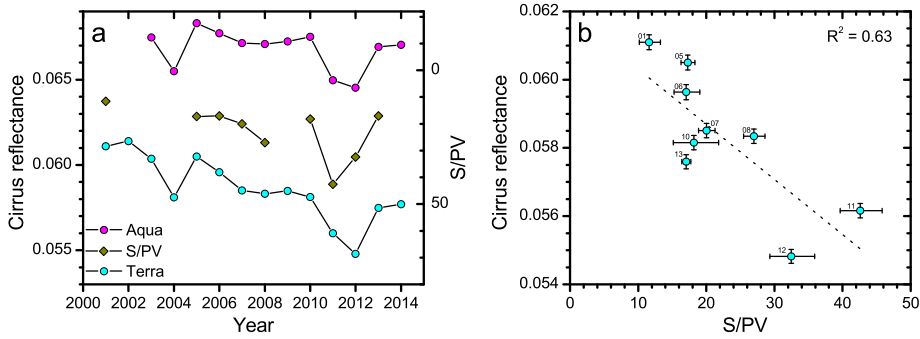 a
0.065
0.060
0.055
Cirrus reflectance
0
50
S/PV
Aqua
S/PV
Terra
2000 2002 2004 2006 2008 2010 2012 2014
Year
b
R² = 0.63
0.062
0.060
0.058
0.056
0.054
Cirrus reflectance
01
05
06
07
08
10
13
11
12
0 10 20 30 40 50
S/PV